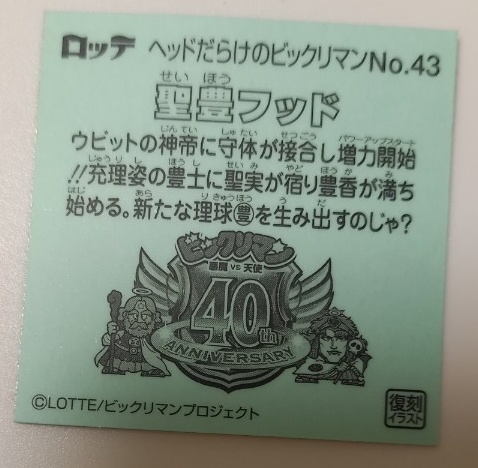 ロッテ ヘッドだらけのビックリマンNo.43
せい ほう
聖豊フッド
じんてい しゅたい せつごう パワーアップスタート
ウビットの神帝に守体が接合し増力開始
じゅうりし ほうし せいみ やど ほうか み
!!充理姿の豊士に聖実が宿り豊香が満ち
はじ あら りきゅうほう う だ
始める。新たな理球豊を生み出すのじゃ?
ビックリマン
悪魔 vs 天使
40th
ANNIVERSARY
©LOTTE/ビックリマンプロジェクト
復刻
イラスト